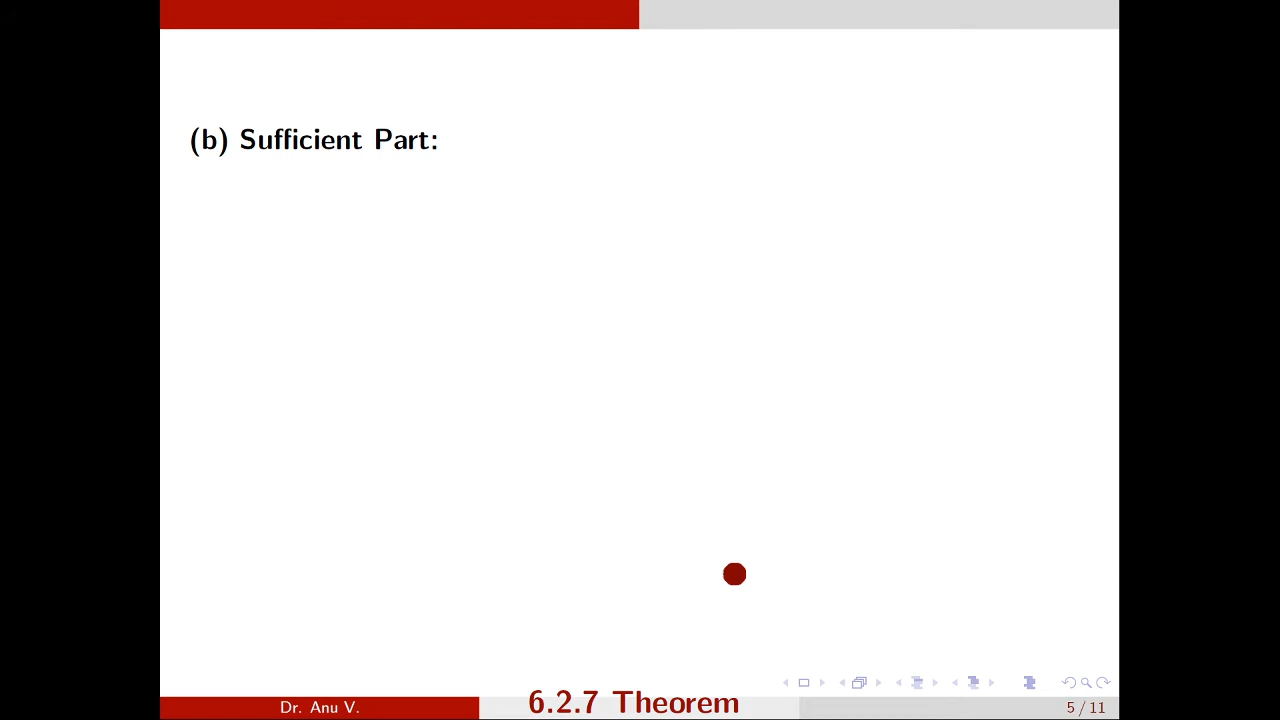 (b) Sufficient Part:
Dr. Anu V.
6.2.7 Theorem
5 / 11